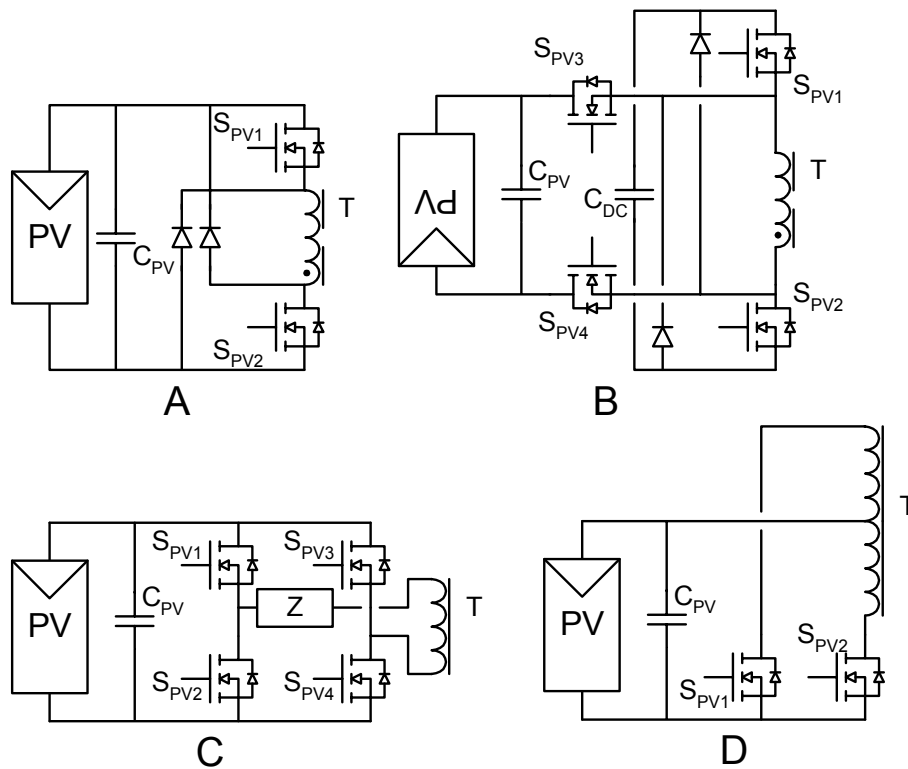 S_PV1
T
PV
C_PV
S_PV2
A
S_PV3
S_PV1
T
C_PV
C_DC
PV
S_PV2
S_PV4
B
S_PV1
S_PV3
C_PV
Z
T
PV
S_PV2
S_PV4
C
T
C_PV
PV
S_PV2
S_PV1
D